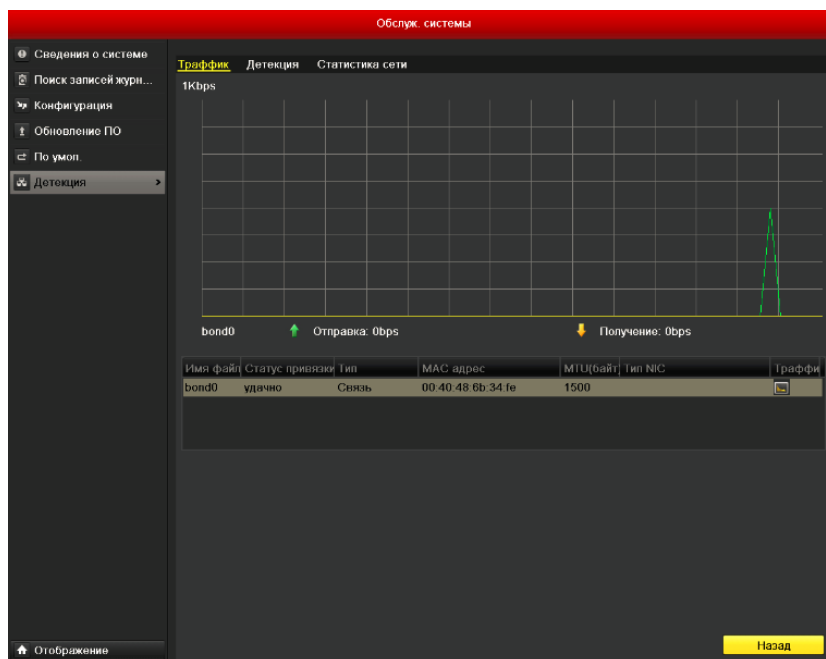 Обслуж. системы
Сведения о системе
Поиск записей журн...
Конфигурация
Обновление ПО
По умол.
Детекция
Отображение
Траффик Детекция Статистика сети
1Kbps
bond0 Отправка: 0bps Получение: 0bps
Имя файл Статус привязки Тип MAC адрес MTU(байт) Тип NIC Траффи
bond0 удачно Связь 00:40:48:6b:34:fe 1500
Назад